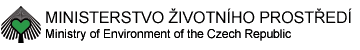 MINISTERSTVO ŽIVOTNÍHO PROSTŘEDÍ
Ministry of Environment of the Czech Republic